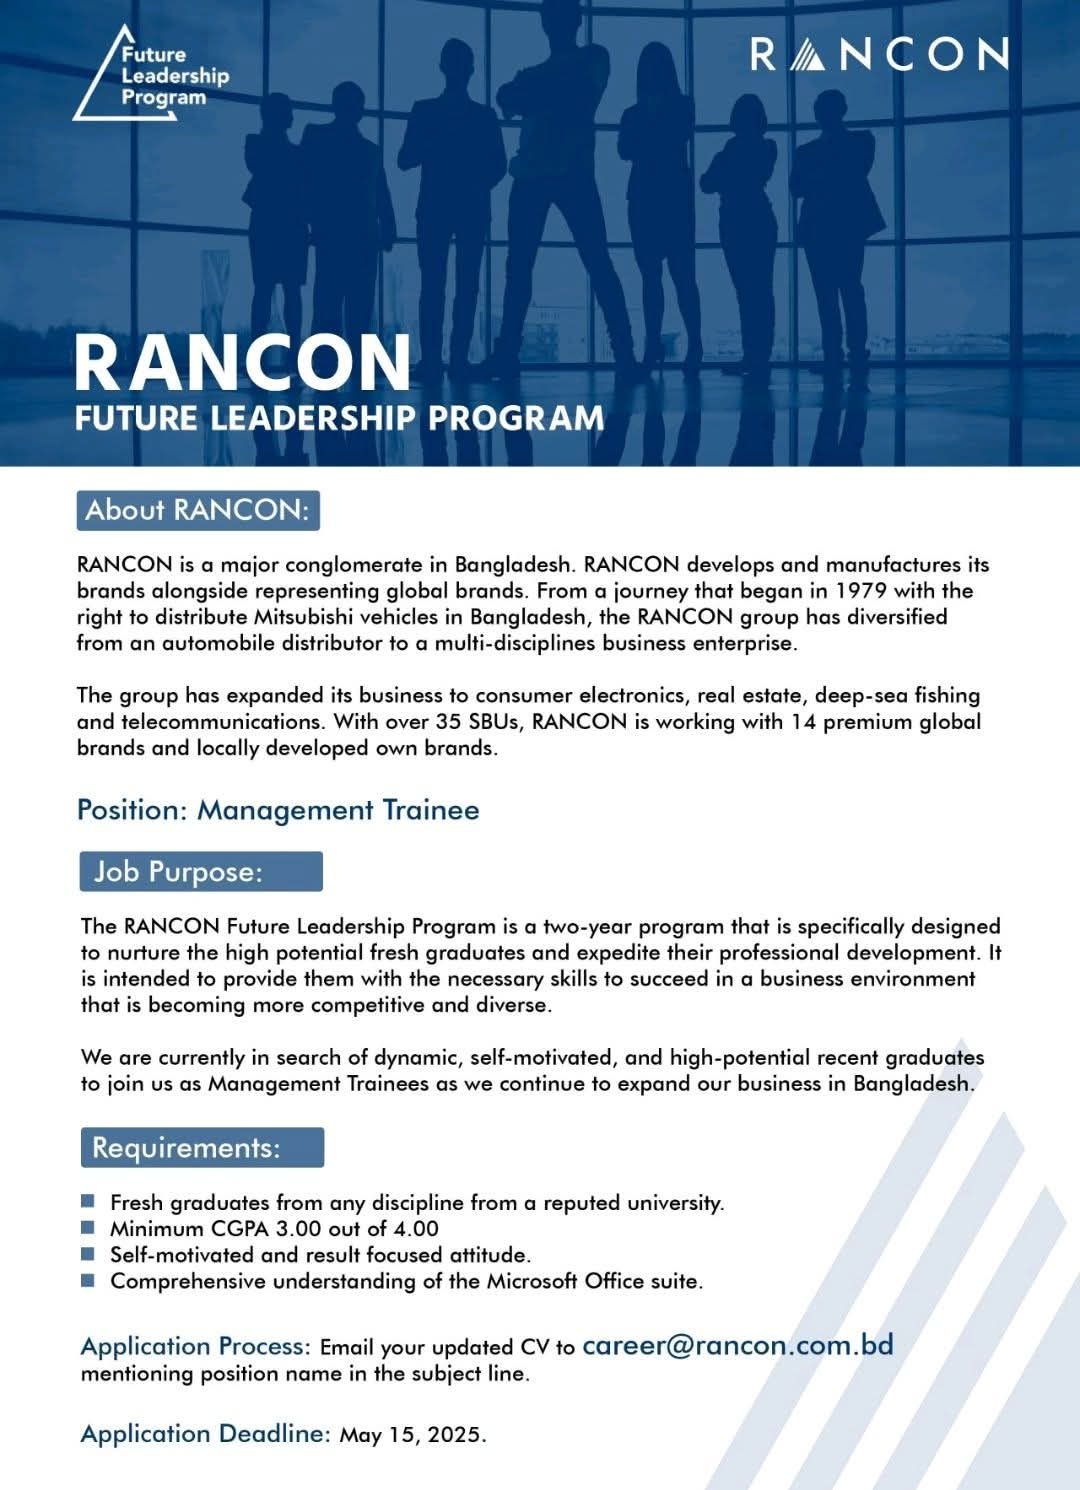 Future
Leadership
Program
RANCON
RANCON
FUTURE LEADERSHIP PROGRAM
About RANCON:
RANCON is a major conglomerate in Bangladesh. RANCON develops and manufactures its
brands alongside representing global brands. From a journey that began in 1979 with the
right to distribute Mitsubishi vehicles in Bangladesh, the RANCON group has diversified
from an automobile distributor to a multi-disciplines business enterprise.
The group has expanded its business to consumer electronics, real estate, deep-sea fishing
and telecommunications. With over 35 SBUs, RANCON is working with 14 premium global
brands and locally developed own brands.
Position: Management Trainee
Job Purpose:
The RANCON Future Leadership Program is a two-year program that is specifically designed
to nurture the high potential fresh graduates and expedite their professional development. It
is intended to provide them with the necessary skills to succeed in a business environment
that is becoming more competitive and diverse.
We are currently in search of dynamic, self-motivated, and high-potential recent graduates
to join us as Management Trainees as we continue to expand our business in Bangladesh.
Requirements:
Fresh graduates from any discipline from a reputed university.
Minimum CGPA 3.00 out of 4.00
Self-motivated and result focused attitude.
Comprehensive understanding of the Microsoft Office suite.
Application Process: Email your updated CV to career@rancon.com.bd
mentioning position name in the subject line.
Application Deadline: May 15, 2025.